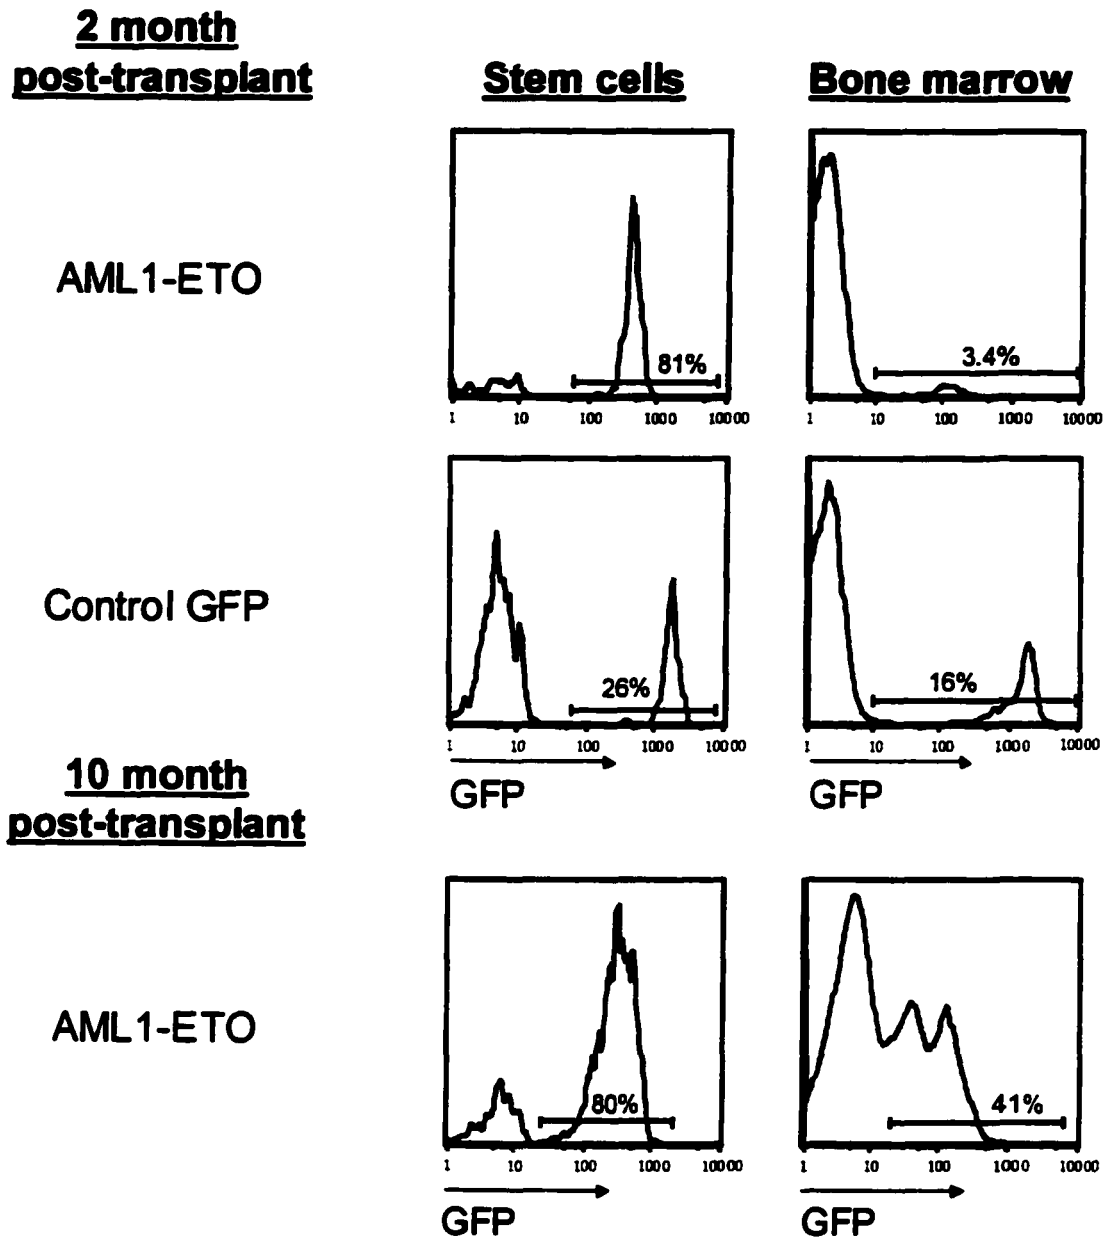 2 month
post-transplant
Stem cells
Bone marrow
AML1-ETO
81%
1 10 100 1000 10000
3.4%
1 10 100 1000 10000
Control GFP
26%
1 10 100 1000 10000
GFP
16%
1 10 100 1000 10000
GFP
10 month
post-transplant
AML1-ETO
80%
1 10 100 1000 10000
GFP
41%
1 10 100 1000 10000
GFP